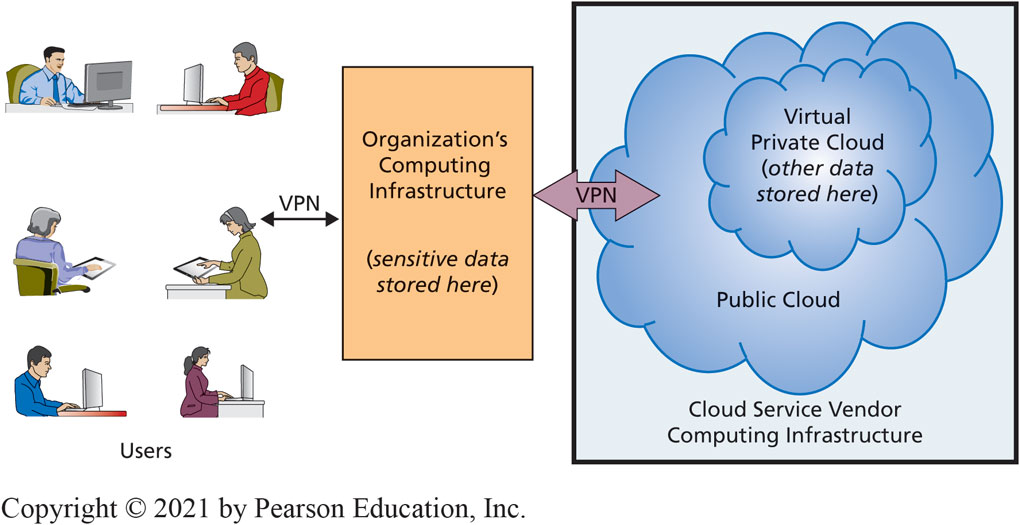 Users
VPN
Organization's
Computing
Infrastructure
(sensitive data
stored here)
VPN
Virtual
Private Cloud
(other data
stored here)
Public Cloud
Cloud Service Vendor
Computing Infrastructure
Copyright © 2021 by Pearson Education, Inc.